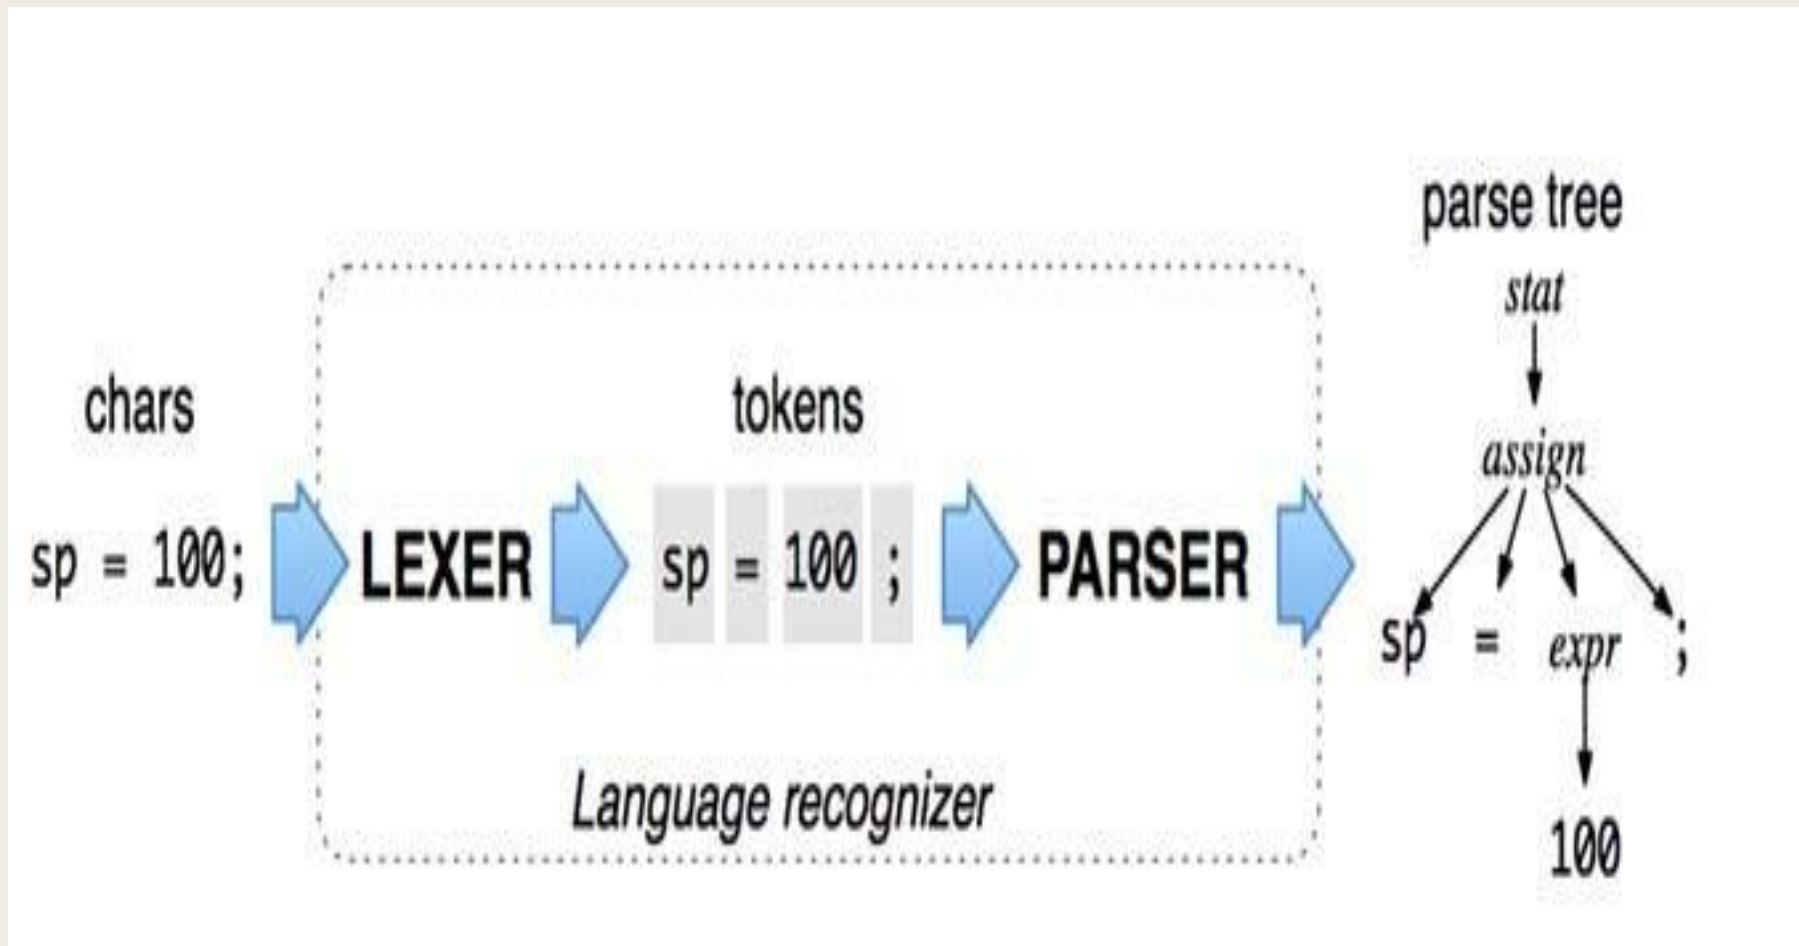 parse tree
stat
chars
tokens
assign
sp = 100;
LEXER
sp = 100 ;
PARSER
sp = expr ;
Language recognizer
100